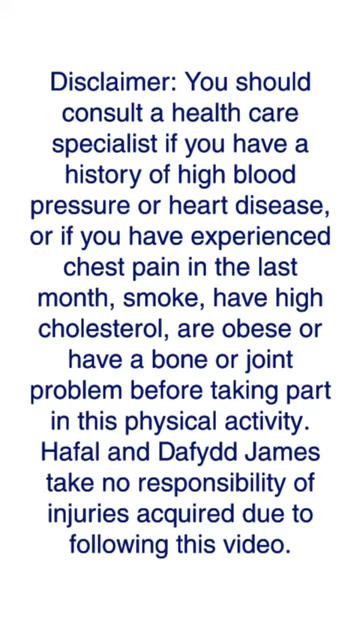 Disclaimer: You should
consult a health care
specialist if you have a
history of high blood
pressure or heart disease,
or if you have experienced
chest pain in the last
month, smoke, have high
cholesterol, are obese or
have a bone or joint
problem before taking part
in this physical activity.
Hafal and Dafydd James
take no responsibility of
injuries acquired due to
following this video.